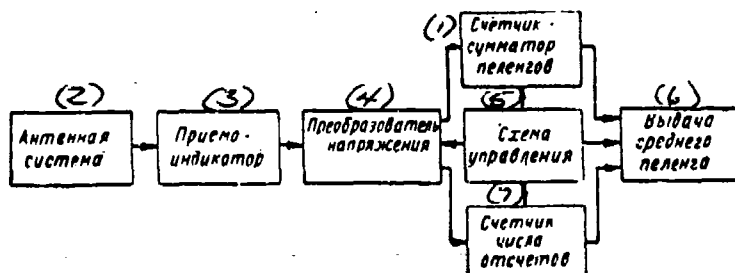 (1) Счётчик-
сумматор
пеленгов
(2)
Антенная
система
(3)
Приемо-
индикатор
(4)
Преобразователь
напряжения
(5)
Схема
управления
(6)
Выдача
среднего
пеленга
(7)
Счетчик
числа
отсчетов